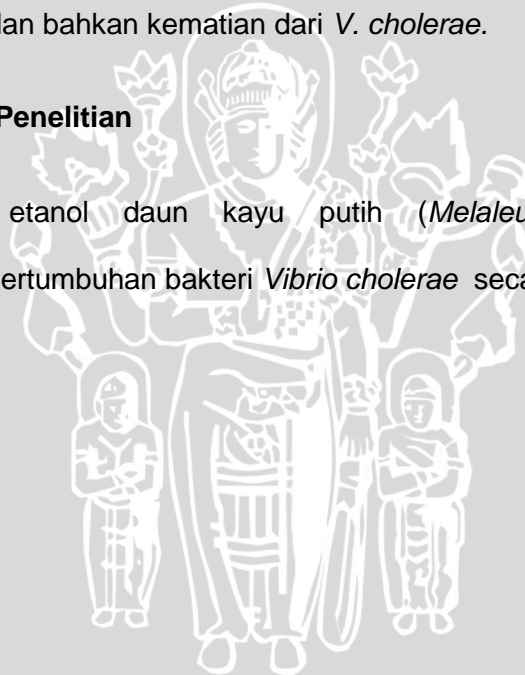 dan bahkan kematian dari V. cholerae.
Penelitian
etanol daun kayu putih (Melaleu
ertumbuhan bakteri Vibrio cholerae seca